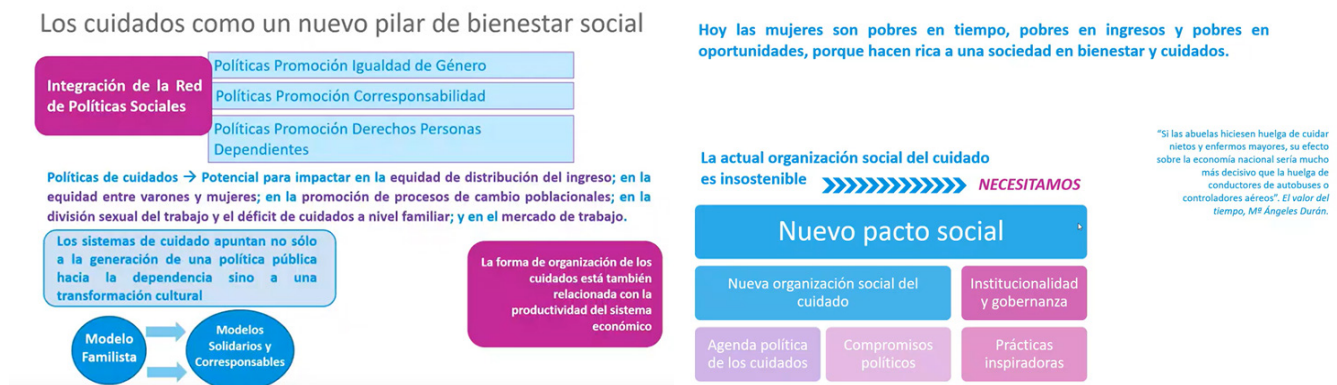 Los cuidados como un nuevo pilar de bienestar social
Integración de la Red
de Políticas Sociales
Políticas Promoción Igualdad de Género
Políticas Promoción Corresponsabilidad
Políticas Promoción Derechos Personas
Dependientes
Políticas de cuidados → Potencial para impactar en la equidad de distribución del ingreso; en la
equidad entre varones y mujeres; en la promoción de procesos de cambio poblacionales; en la
división sexual del trabajo y el déficit de cuidados a nivel familiar; y en el mercado de trabajo.
Los sistemas de cuidado apuntan no sólo
a la generación de una política pública
hacia la dependencia sino a una
transformación cultural
La forma de organización de los
cuidados está también
relacionada con la
productividad del sistema
económico
Modelo
Familista
Modelos
Solidarios y
Corresponsables
Hoy las mujeres son pobres en tiempo, pobres en ingresos y pobres en
oportunidades, porque hacen rica a una sociedad en bienestar y cuidados.
"Si las abuelas hiciesen huelga de cuidar
nietos y enfermos mayores, su efecto
sobre la economía nacional sería mucho
más decisivo que la huelga de
conductores de autobuses o
controladores aéreos". El valor del
tiempo, Mª Ángeles Durán.
La actual organización social del cuidado
es insostenible
NECESITAMOS
Nuevo pacto social
Nueva organización social del
cuidado
Institucionalidad
y gobernanza
Agenda política
de los cuidados
Compromisos
políticos
Prácticas
inspiradoras